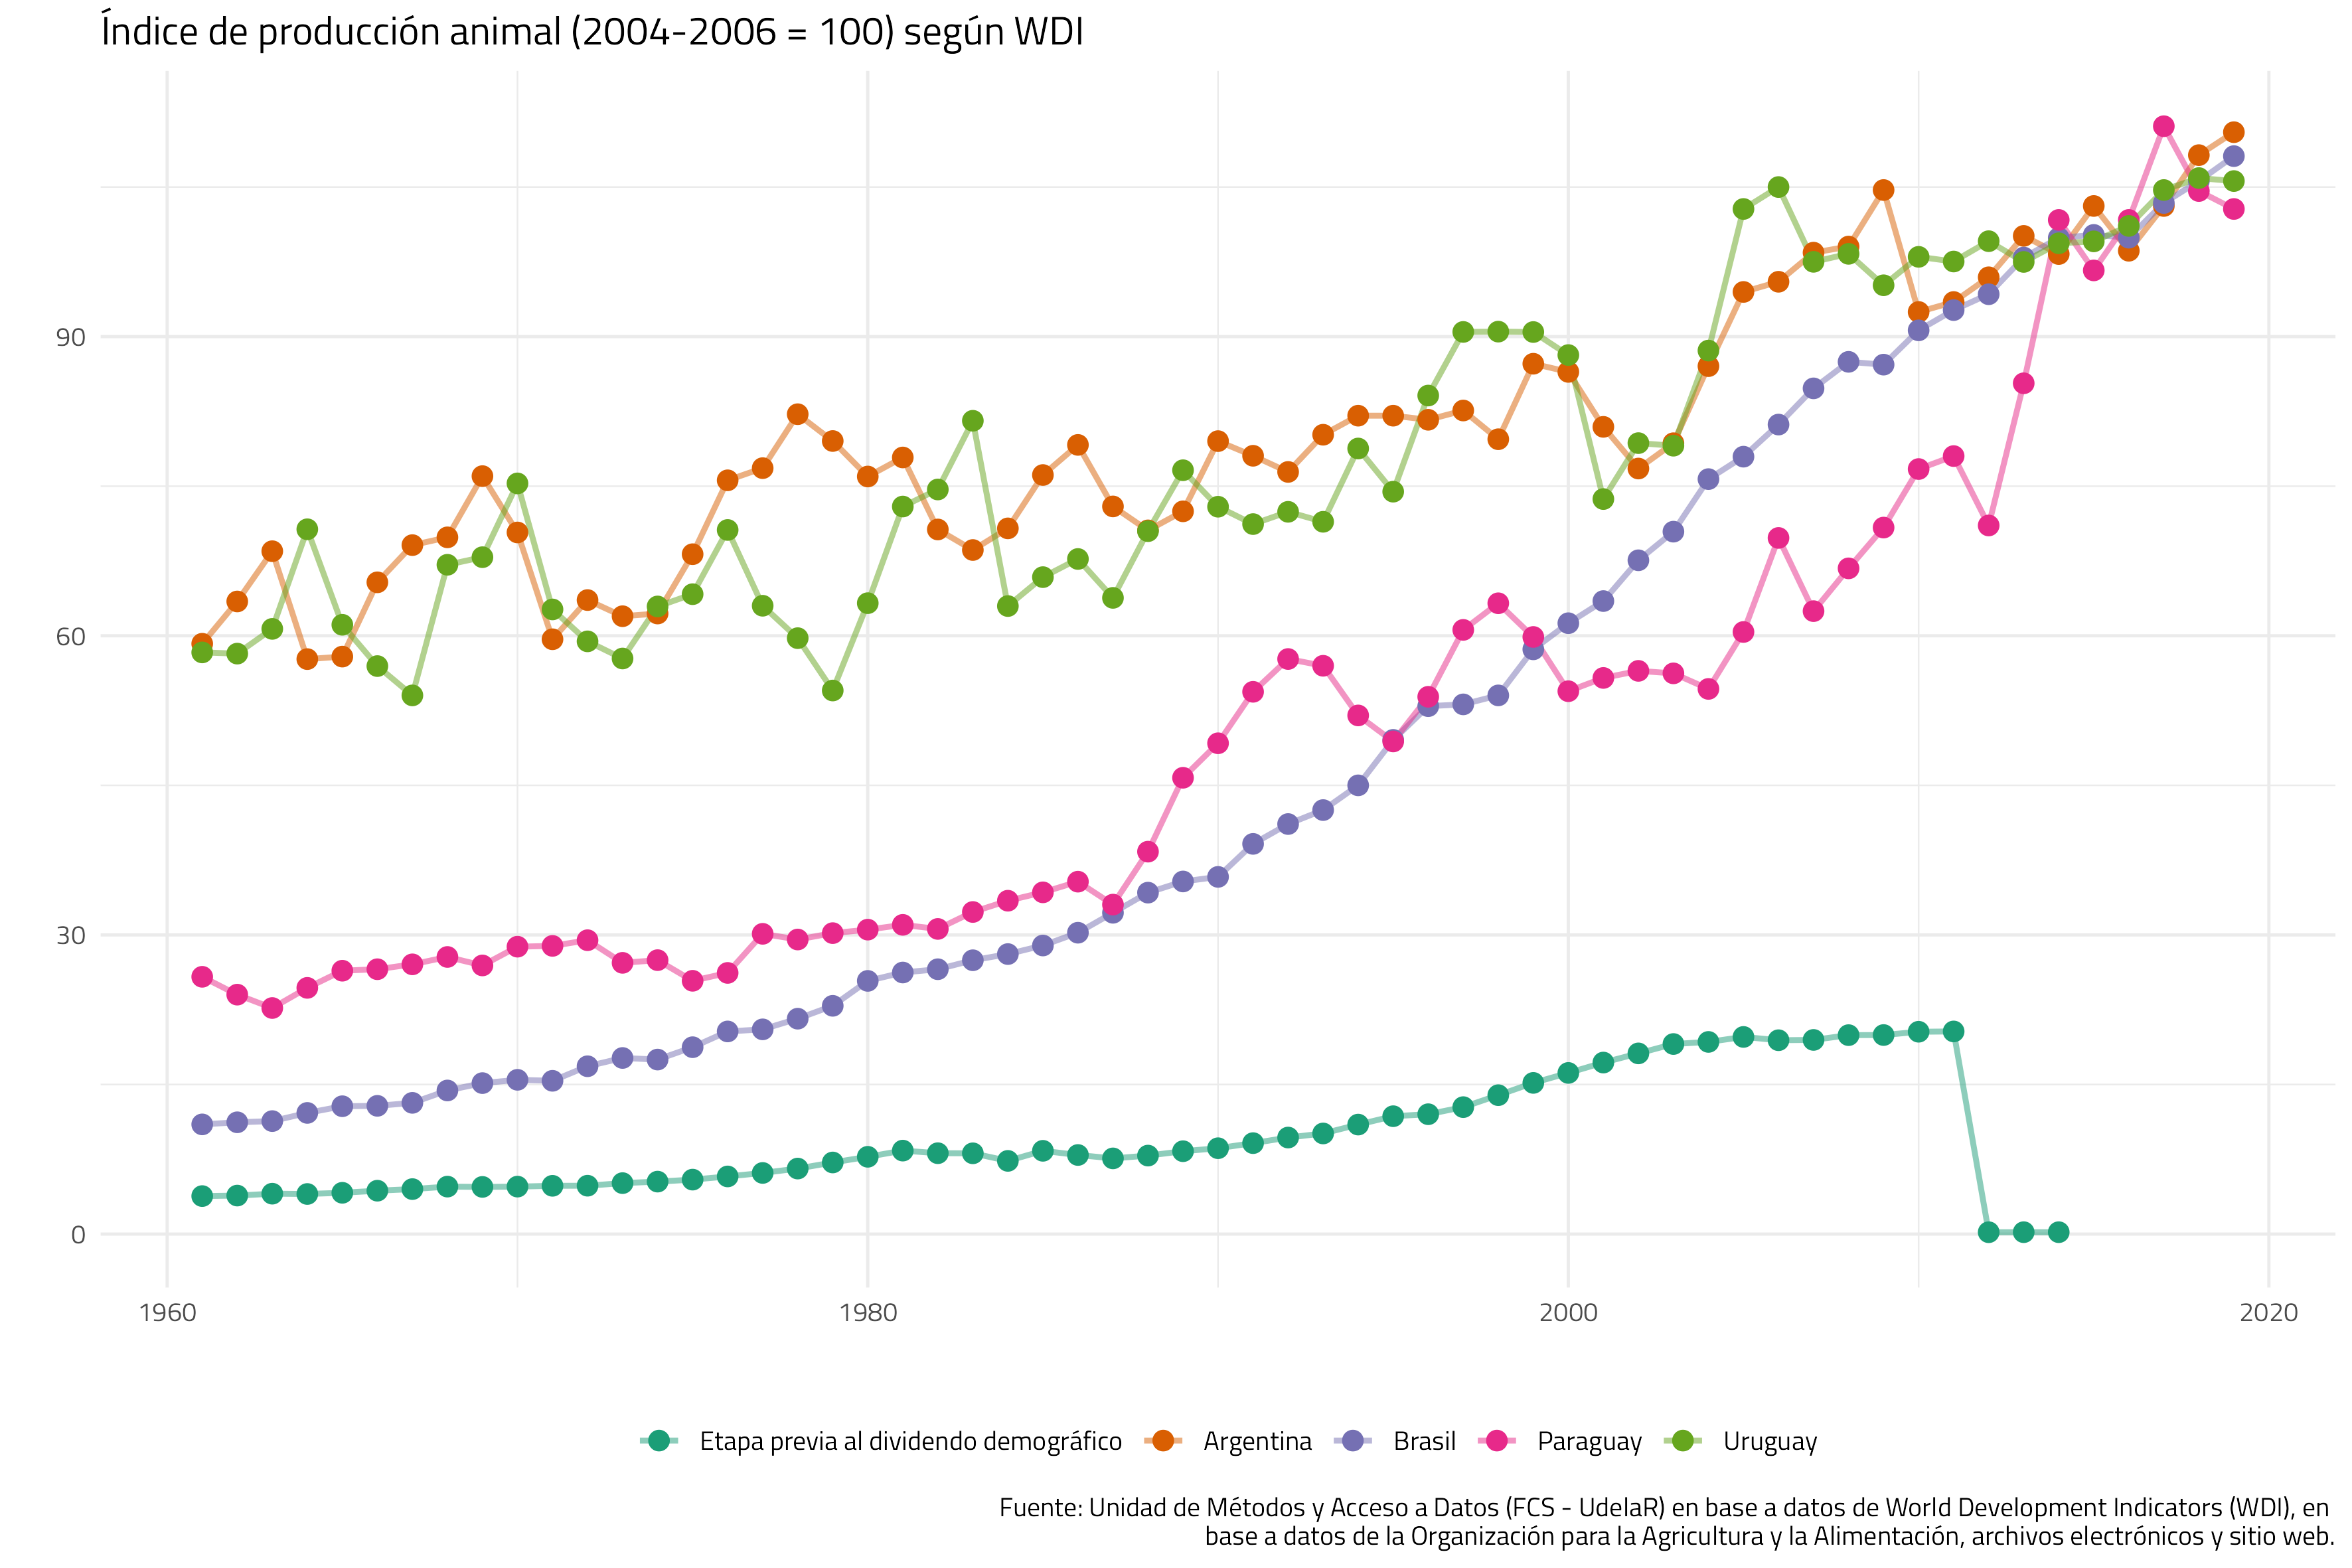 Índice de producción animal (2004-2006 = 100) según WDI
90
60
30
0
1960 1980 2000 2020
Etapa previa al dividendo demográfico Argentina Brasil Paraguay Uruguay
Fuente: Unidad de Métodos y Acceso a Datos (FCS - UdelaR) en base a datos de World Development Indicators (WDI), en
base a datos de la Organización para la Agricultura y la Alimentación, archivos electrónicos y sitio web.